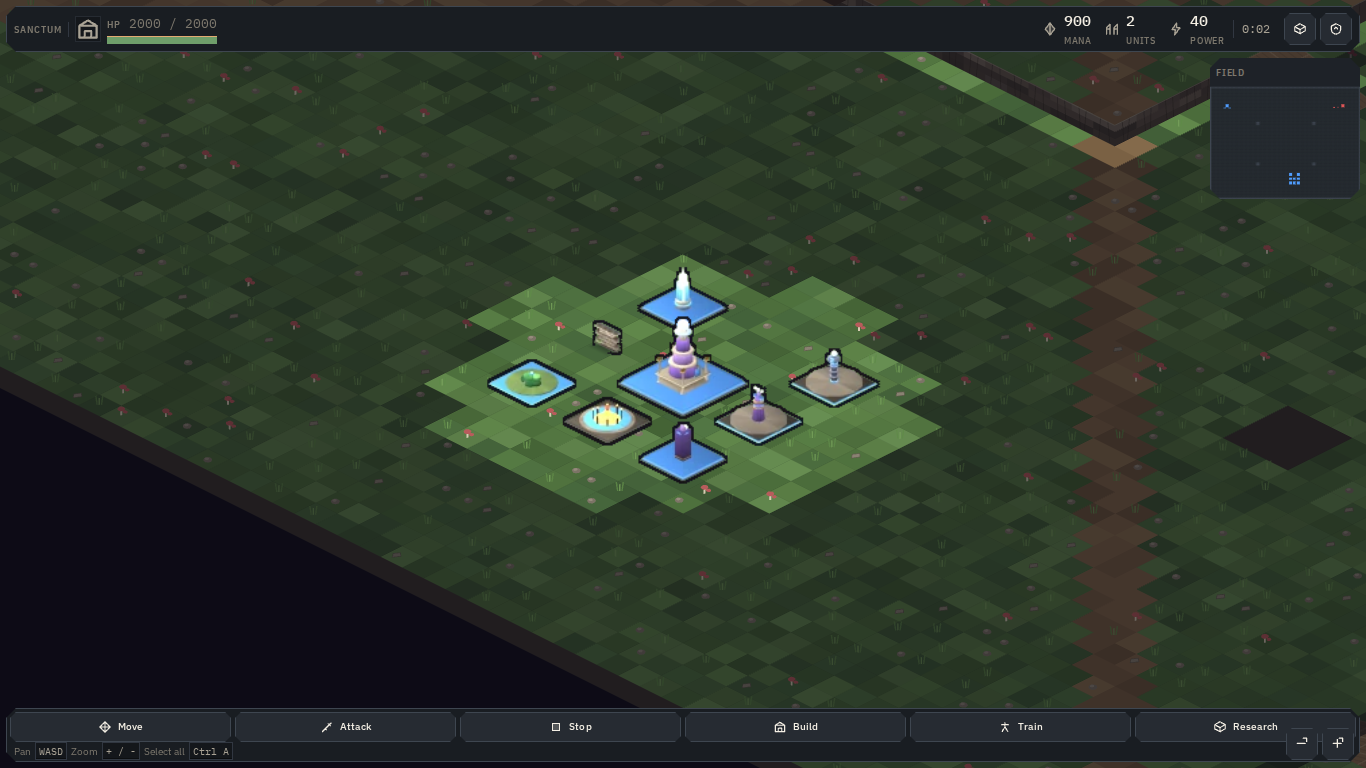 SANCTUM
HP 2000 / 2000
900
MANA
2
UNITS
40
POWER
0:02
FIELD
Move
Attack
Stop
Build
Train
Research
Pan WASD Zoom + / - Select all Ctrl A